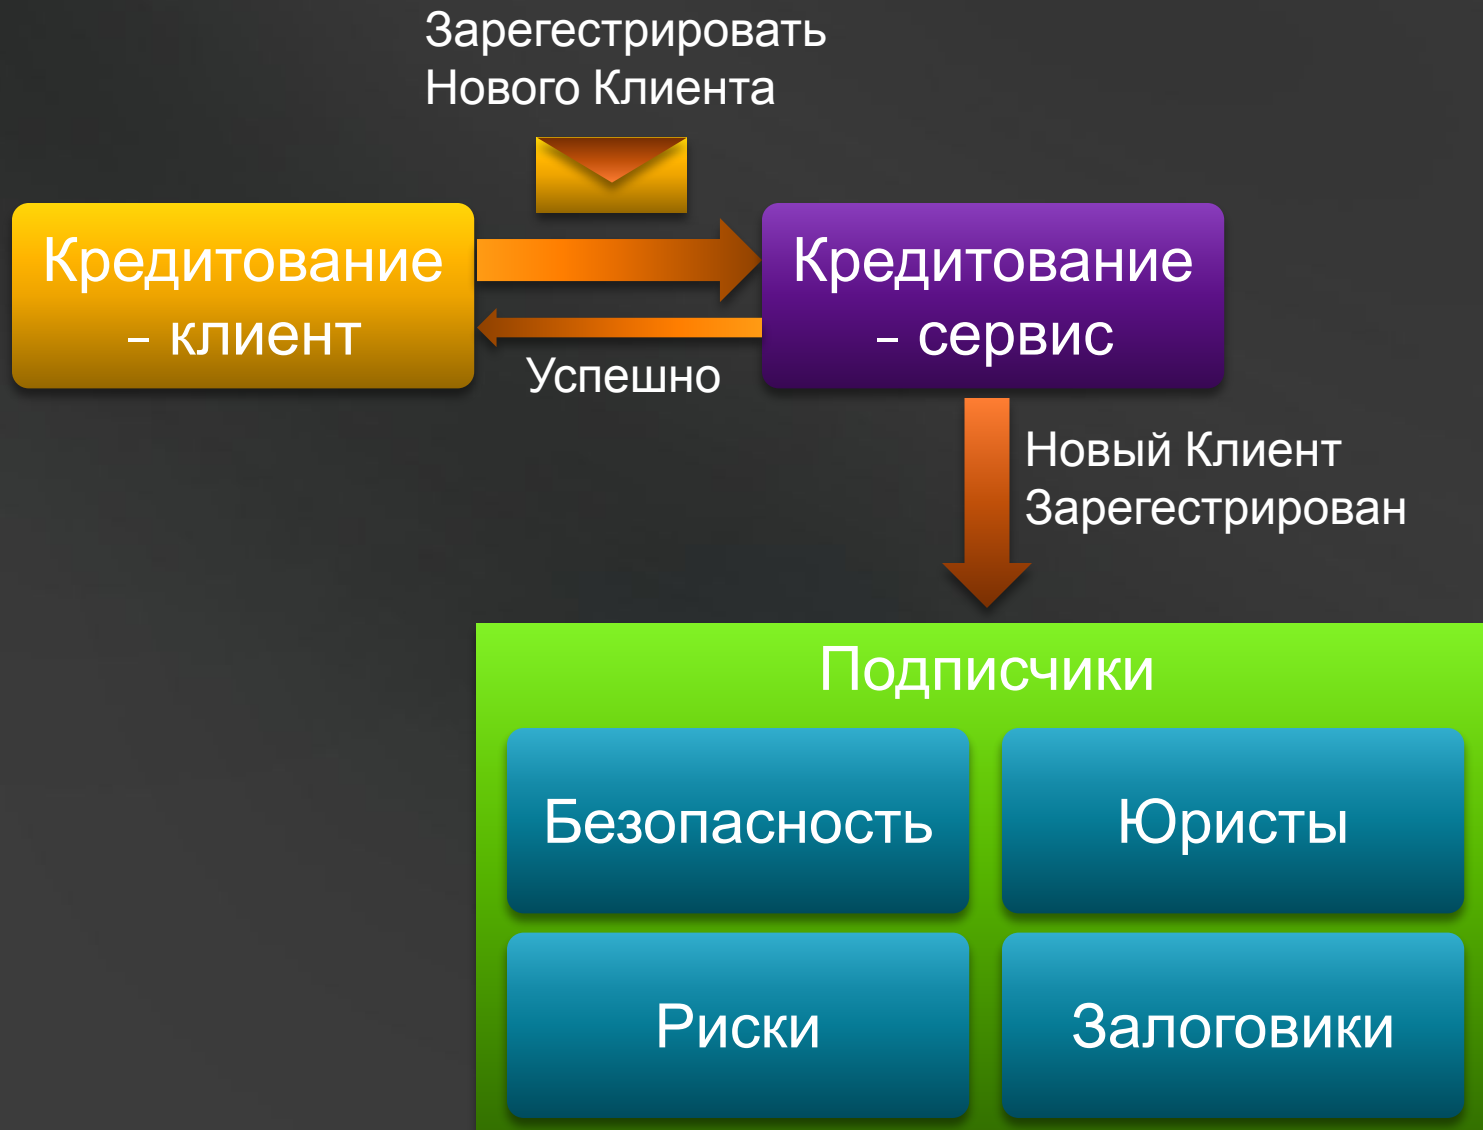 Зарегестрировать
Нового Клиента
Кредитование
– клиент
Кредитование
– сервис
Успешно
Новый Клиент
Зарегестрирован
Подписчики
Безопасность
Юристы
Риски
Залоговики